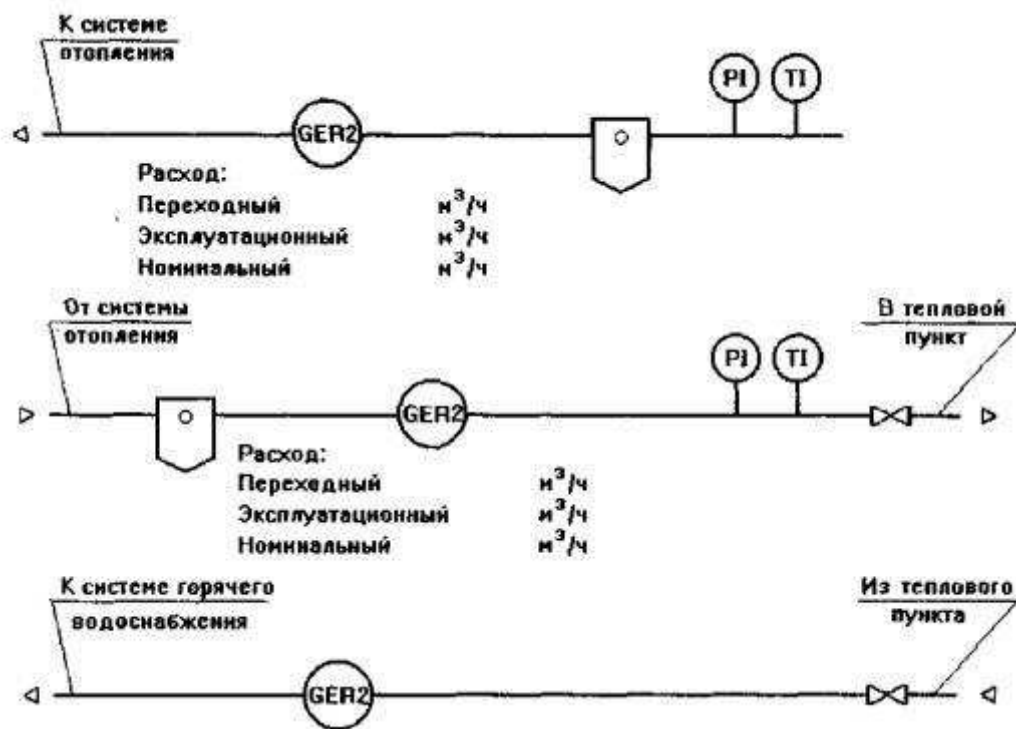 К системе
отопления
PI TI
GER2
Расход:
Переходный м³/ч
Эксплуатационный м³/ч
Номинальный м³/ч
От системы
отопления
В тепловой
пункт
PI TI
GER2
Расход:
Переходный м³/ч
Эксплуатационный м³/ч
Номинальный м³/ч
К системе горячего
водоснабжения
Из теплового
пункта
GER2